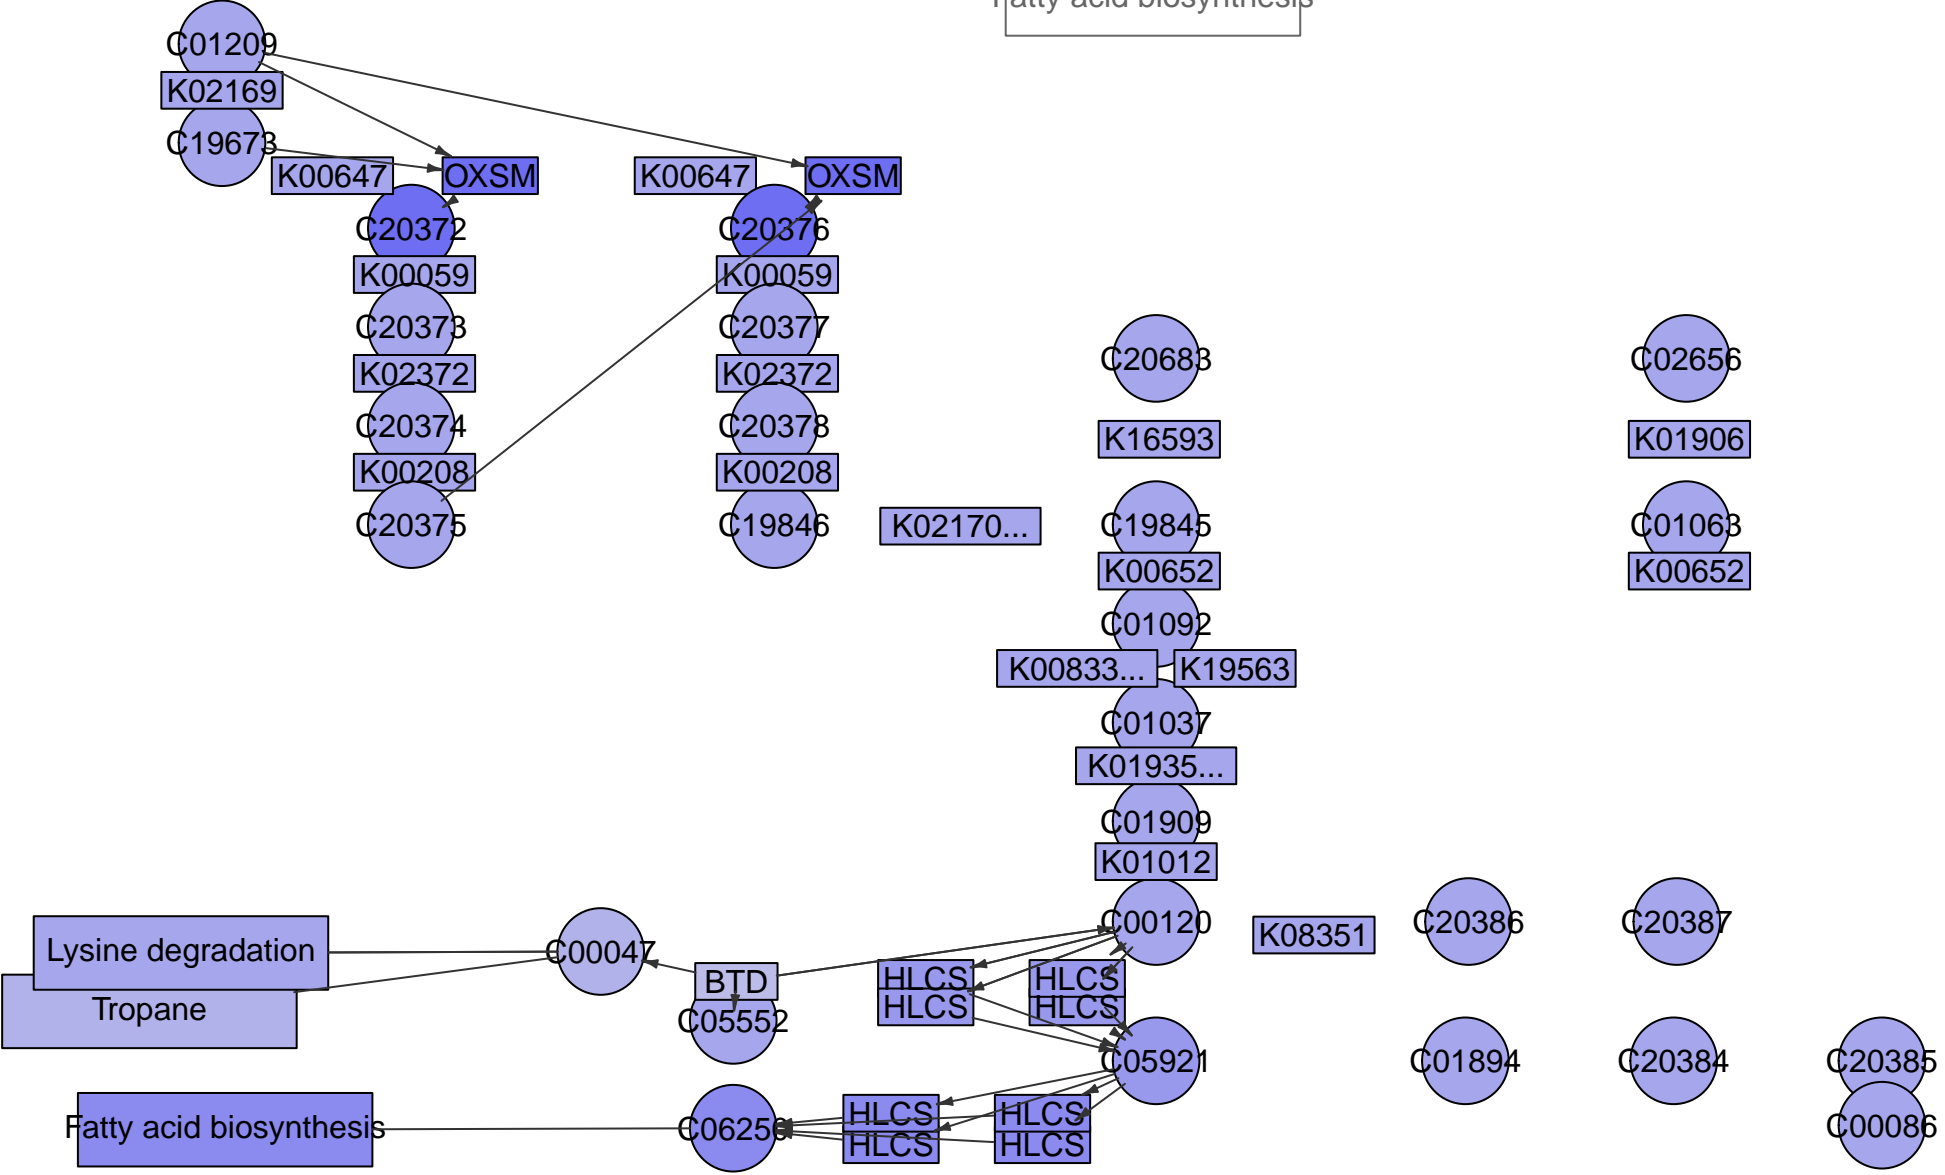 Fatty acid biosynthesis
C01209
K02169
C19673
K00647
OXSM
K00647
OXSM
C20372
C20376
K00059
K00059
C20373
C20377
K02372
K02372
C20683
C02656
C20374
C20378
K16593
K01906
K00208
K00208
C20375
C19846
K02170...
C19845
C01063
K00652
K00652
C01092
K00833...
K19563
C01037
K01935...
C01909
K01012
C00120
K08351
C20386
C20387
Lysine degradation
C00047
BTD
HLCS
HLCS
Tropane
HLCS
HLCS
C05552
C05921
C01894
C20384
C20385
Fatty acid biosynthesis
C06250
HLCS
HLCS
HLCS
HLCS
C00086